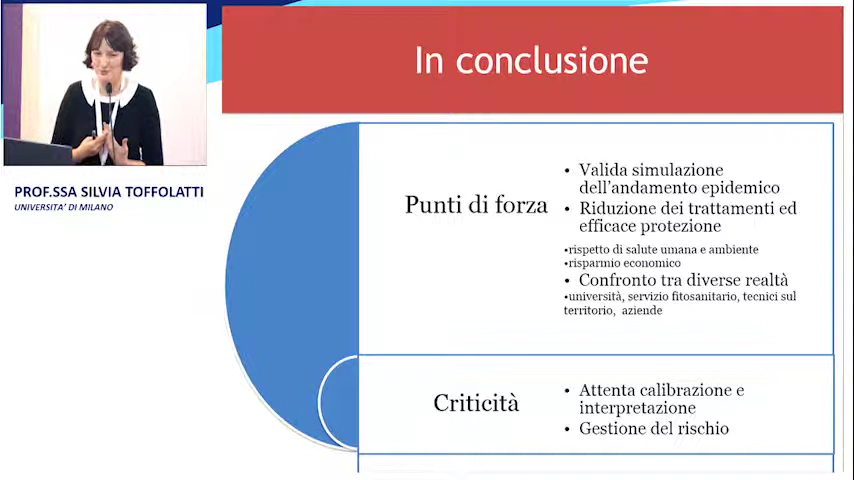 In conclusione
PROF.SSA SILVIA TOFFOLATTI
UNIVERSITA' DI MILANO
Punti di forza
• Valida simulazione
dell'andamento epidemico
• Riduzione dei trattamenti ed
efficace protezione
•rispetto di salute umana e ambiente
•risparmio economico
• Confronto tra diverse realtà
•università, servizio fitosanitario, tecnici sul
territorio, aziende
Criticità
• Attenta calibrazione e
interpretazione
• Gestione del rischio